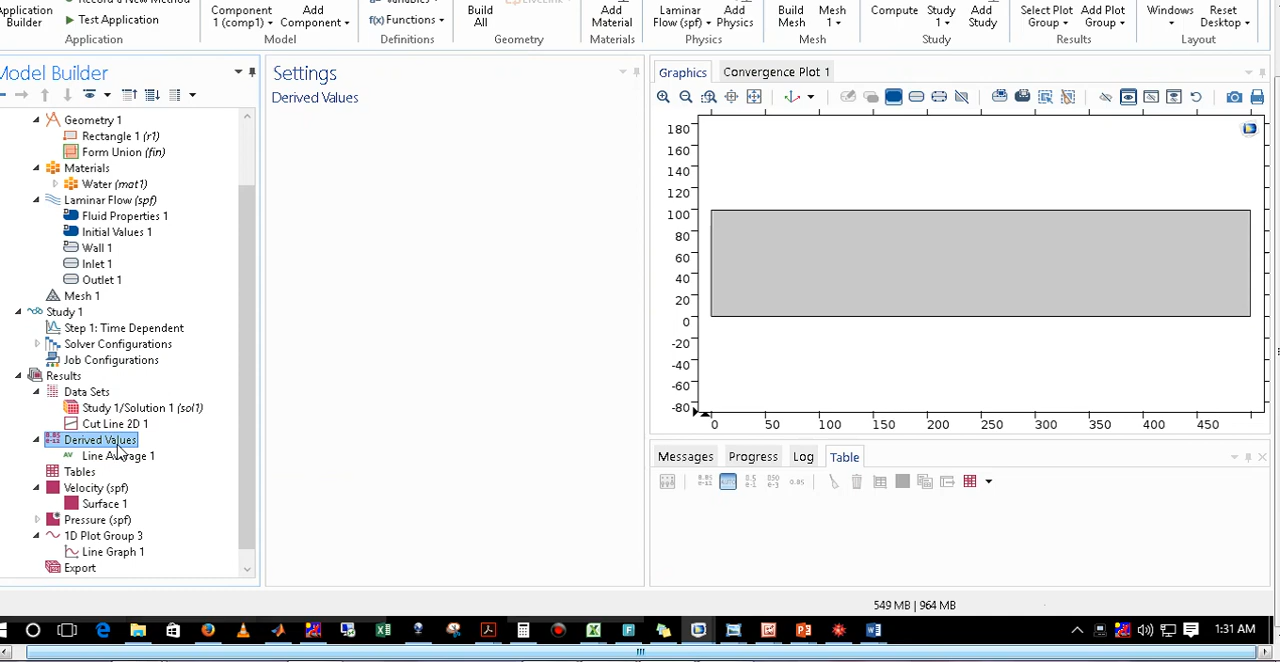 Application Builder
Record a New Method
Test Application
Application
Component 1 (comp1)
Add Component
Model
Variables
f(x) Functions
Definitions
Build All
LiveLink
Geometry
Add Material
Materials
Laminar Flow (spf)
Add Physics
Physics
Build Mesh
Mesh 1
Mesh
Compute
Study 1
Add Study
Study
Select Plot Group
Add Plot Group
Results
Windows
Reset Desktop
Layout
Model Builder
Geometry 1
Rectangle 1 (r1)
Form Union (fin)
Materials
Water (mat1)
Laminar Flow (spf)
Fluid Properties 1
Initial Values 1
Wall 1
Inlet 1
Outlet 1
Mesh 1
Study 1
Step 1: Time Dependent
Solver Configurations
Job Configurations
Results
Data Sets
Study 1/Solution 1 (sol1)
Cut Line 2D 1
Derived Values
Line Average 1
Tables
Velocity (spf)
Surface 1
Pressure (spf)
1D Plot Group 3
Line Graph 1
Export
Settings
Derived Values
Graphics
Convergence Plot 1
180
160
140
120
100
80
60
40
20
0
-20
-40
-60
-80
0 50 100 150 200 250 300 350 400 450
Messages Progress Log Table
549 MB | 964 MB
1:31 AM